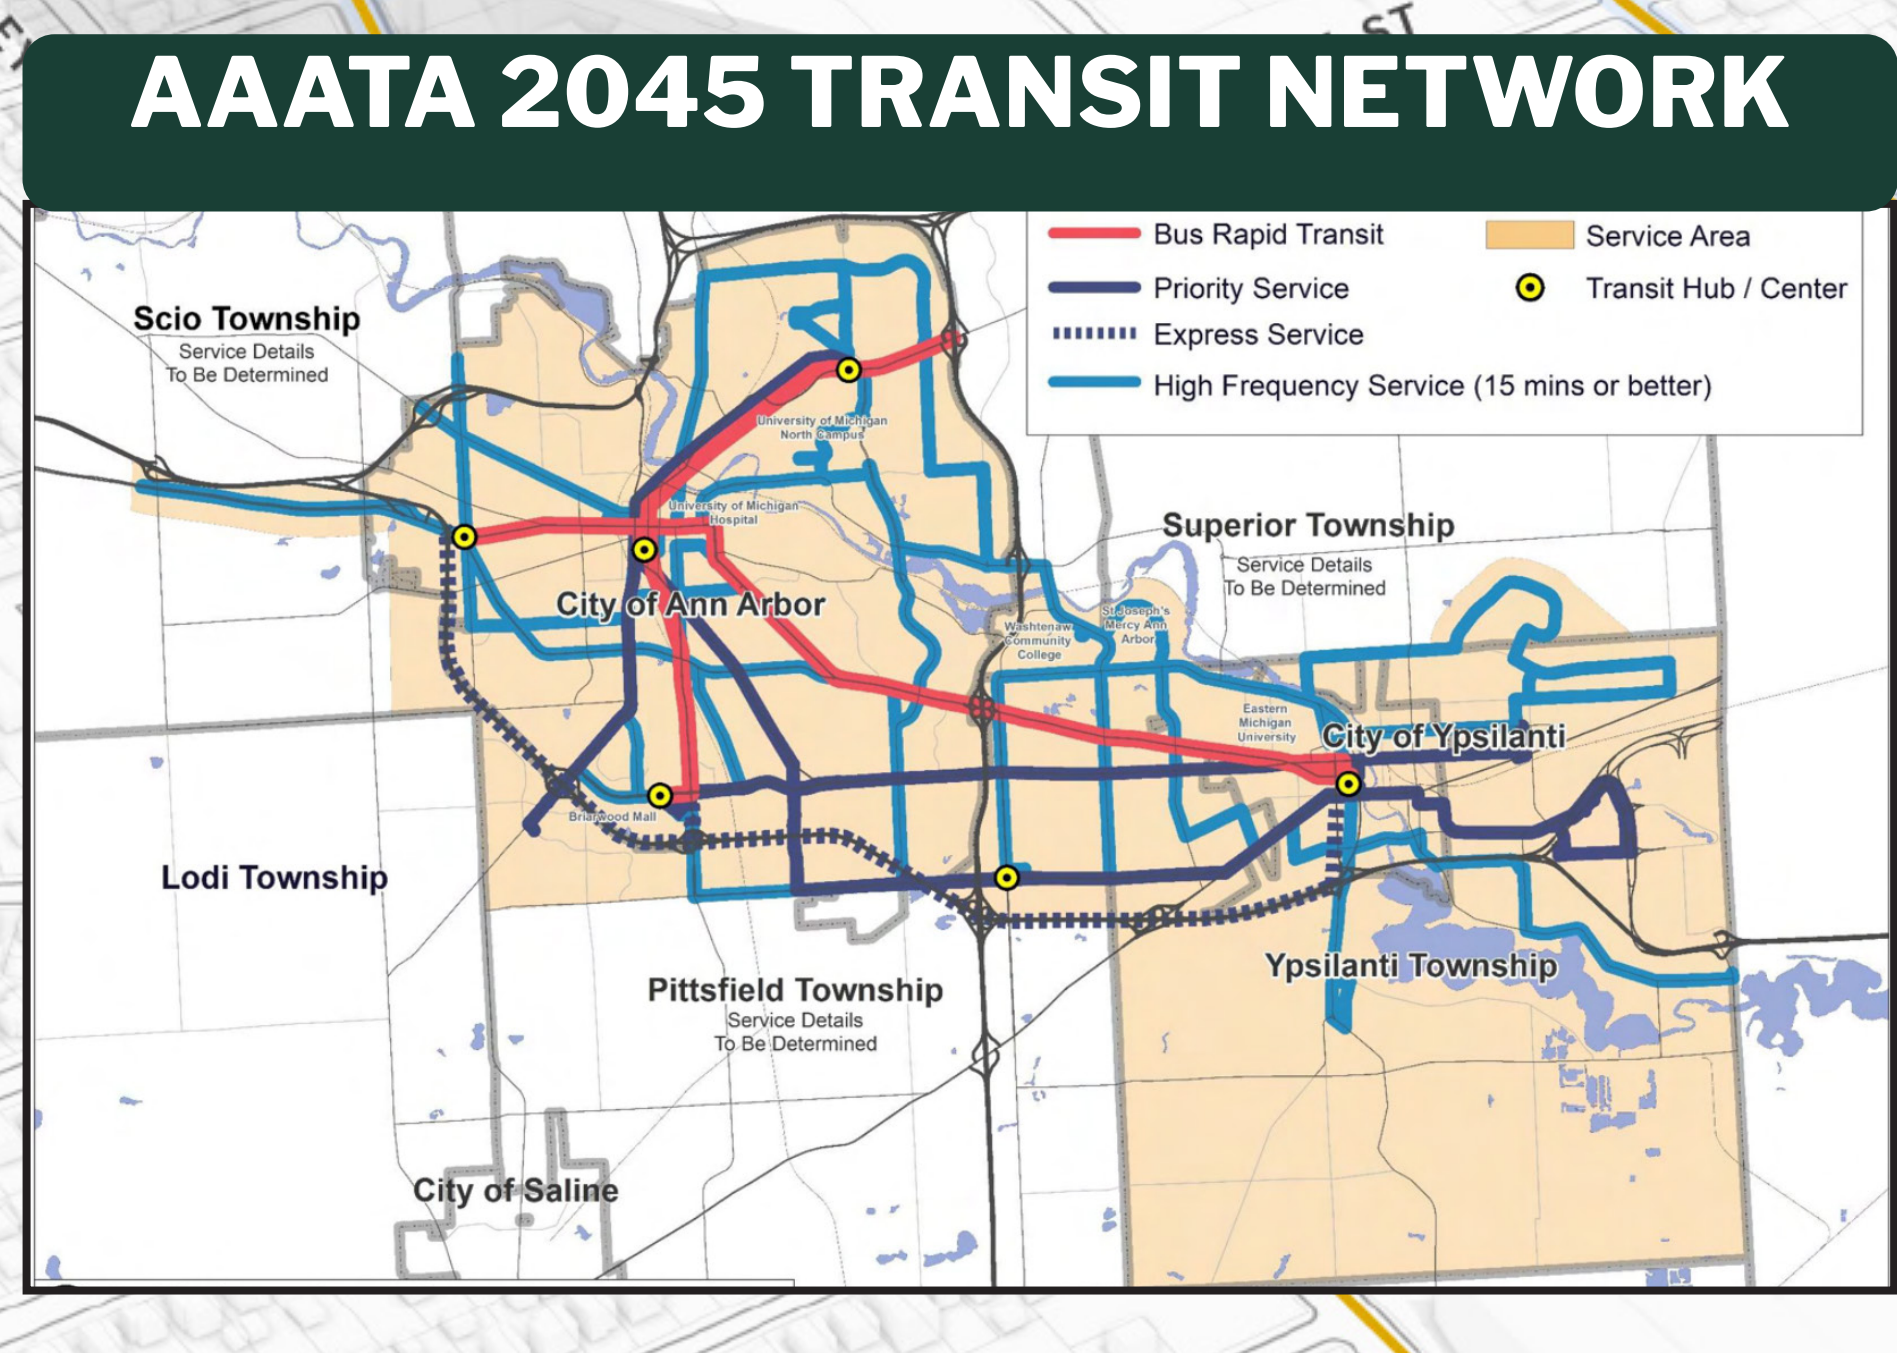 ST
AAATA 2045 TRANSIT NETWORK
Bus Rapid Transit
Service Area
Priority Service
Transit Hub / Center
Express Service
High Frequency Service (15 mins or better)
Scio Township
Service Details
To Be Determined
University of Michigan
North Campus
University of Michigan
Hospital
Superior Township
Service Details
To Be Determined
City of Ann Arbor
St Joseph's
Mercy Ann
Arbor
Washtenaw
Community
College
Eastern
Michigan
University
City of Ypsilanti
Briarwood Mall
Lodi Township
Ypsilanti Township
Pittsfield Township
Service Details
To Be Determined
City of Saline